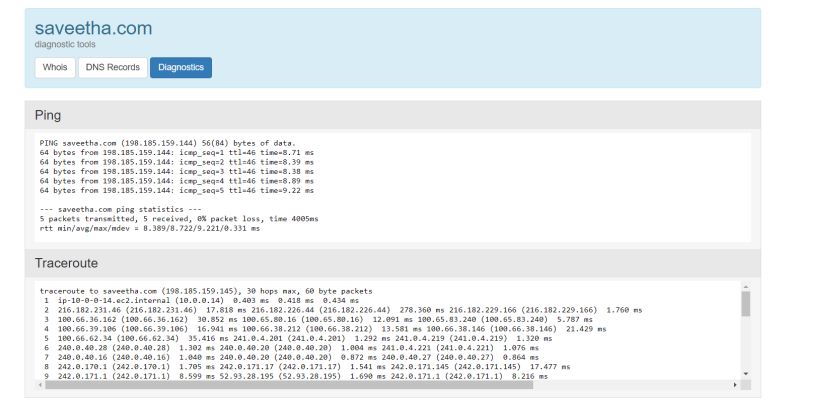 saveetha.com
diagnostic tools
Whois DNS Records Diagnostics
Ping
PING saveetha.com (198.185.159.144) 56(84) bytes of data.
64 bytes from 198.185.159.144: icmp_seq=1 ttl=46 time=8.71 ms
64 bytes from 198.185.159.144: icmp_seq=2 ttl=46 time=8.39 ms
64 bytes from 198.185.159.144: icmp_seq=3 ttl=46 time=8.38 ms
64 bytes from 198.185.159.144: icmp_seq=4 ttl=46 time=8.89 ms
64 bytes from 198.185.159.144: icmp_seq=5 ttl=46 time=9.22 ms
--- saveetha.com ping statistics ---
5 packets transmitted, 5 received, 0% packet loss, time 4005ms
rtt min/avg/max/mdev = 8.389/8.722/9.221/0.331 ms
Traceroute
traceroute to saveetha.com (198.185.159.145), 30 hops max, 60 byte packets
1 ip-10-0-0-14.ec2.internal (10.0.0.14) 0.403 ms 0.418 ms 0.434 ms
2 216.182.231.46 (216.182.231.46) 17.818 ms 216.182.226.44 (216.182.226.44) 278.360 ms 216.182.229.166 (216.182.229.166) 1.760 ms
3 100.66.36.162 (100.66.36.162) 30.852 ms 100.65.80.16 (100.65.80.16) 12.091 ms 100.65.83.240 (100.65.83.240) 5.787 ms
4 100.66.39.106 (100.66.39.106) 16.941 ms 100.66.38.212 (100.66.38.212) 13.581 ms 100.66.38.146 (100.66.38.146) 21.429 ms
5 100.66.62.34 (100.66.62.34) 35.416 ms 241.0.4.201 (241.0.4.201) 1.292 ms 241.0.4.219 (241.0.4.219) 1.320 ms
6 240.0.40.28 (240.0.40.28) 1.302 ms 240.0.40.20 (240.0.40.20) 1.004 ms 241.0.4.221 (241.0.4.221) 1.076 ms
7 240.0.40.16 (240.0.40.16) 1.040 ms 240.0.40.20 (240.0.40.20) 0.872 ms 240.0.40.27 (240.0.40.27) 0.864 ms
8 242.0.170.1 (242.0.170.1) 1.705 ms 242.0.171.17 (242.0.171.17) 1.541 ms 242.0.171.145 (242.0.171.145) 17.477 ms
9 242.0.171.1 (242.0.171.1) 8.599 ms 52.93.28.195 (52.93.28.195) 1.690 ms 242.0.171.1 (242.0.171.1) 8.216 ms